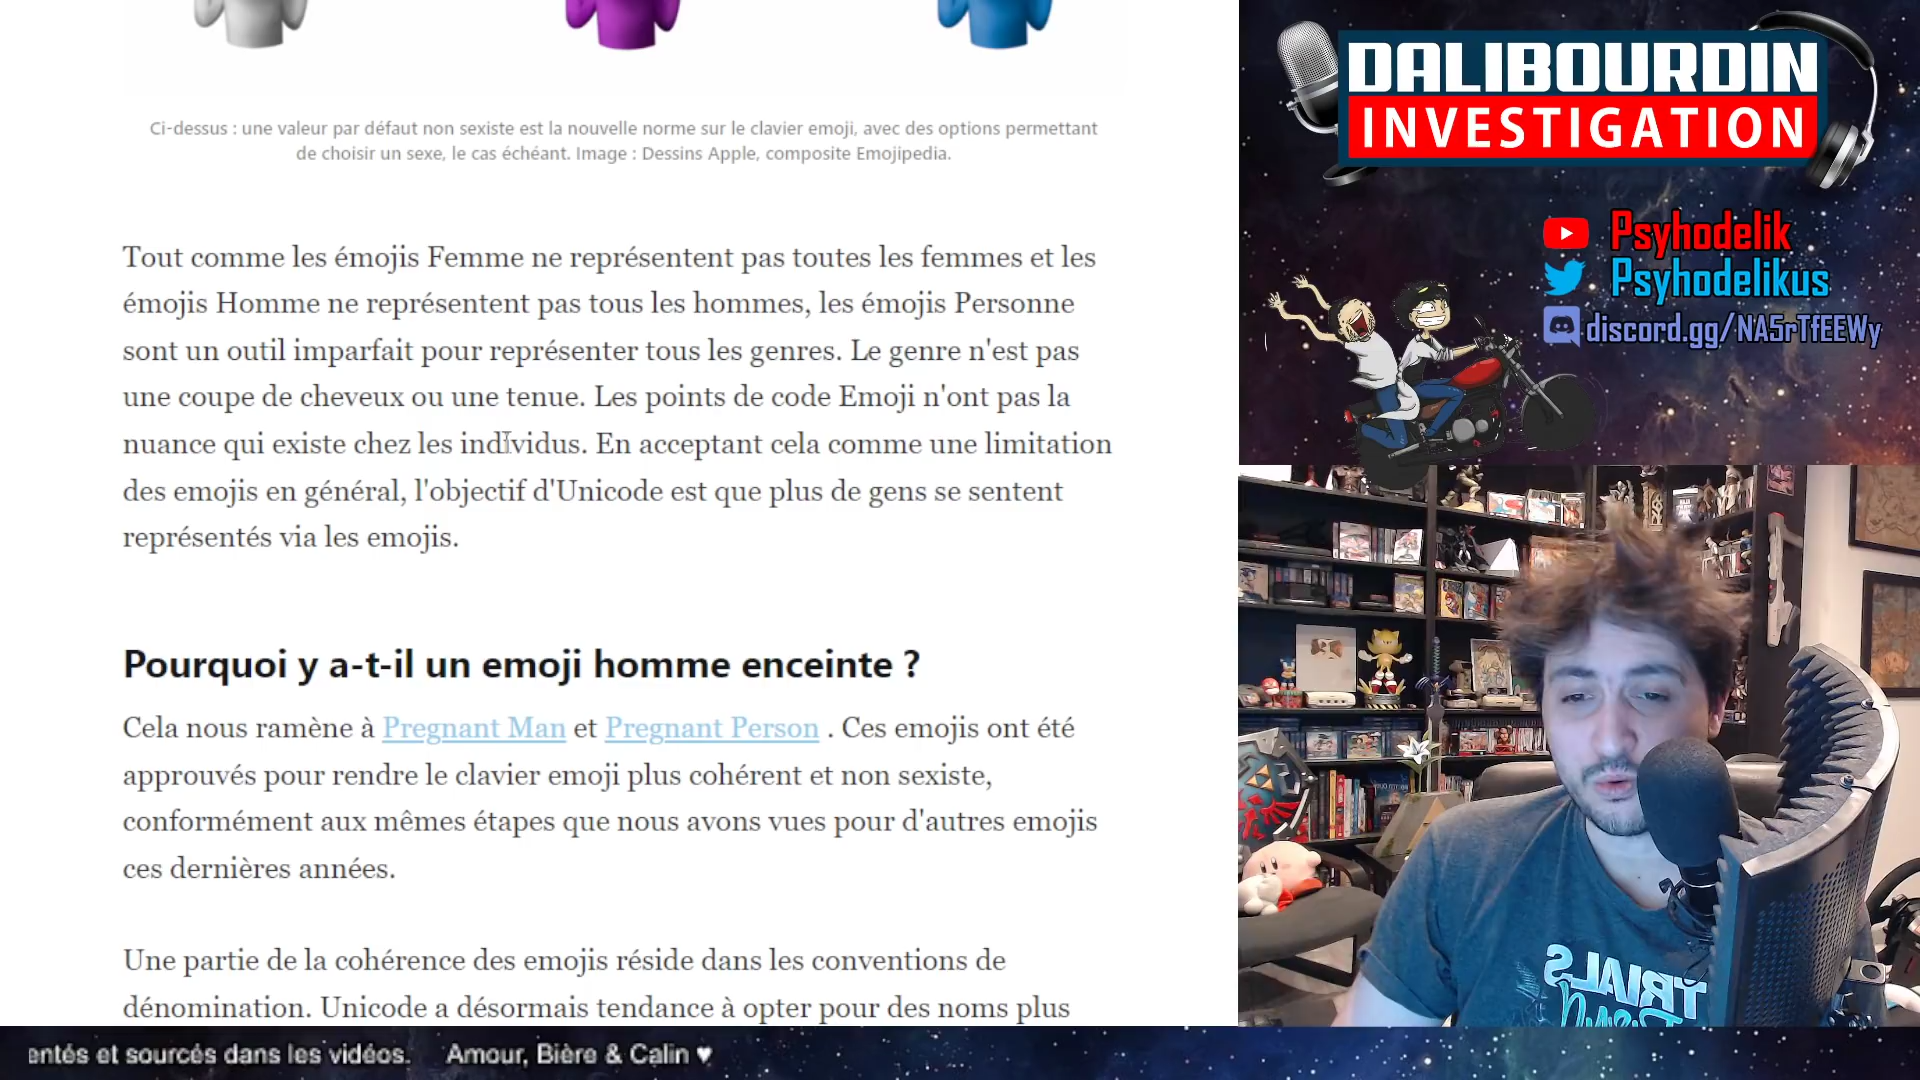 Ci-dessus : une valeur par défaut non sexiste est la nouvelle norme sur le clavier emoji, avec des options permettant
de choisir un sexe, le cas échéant. Image : Dessins Apple, composite Emojipedia.
Tout comme les émojis Femme ne représentent pas toutes les femmes et les
émojis Homme ne représentent pas tous les hommes, les émojis Personne
sont un outil imparfait pour représenter tous les genres. Le genre n'est pas
une coupe de cheveux ou une tenue. Les points de code Emoji n'ont pas la
nuance qui existe chez les individus. En acceptant cela comme une limitation
des emojis en général, l'objectif d'Unicode est que plus de gens se sentent
représentés via les emojis.
Pourquoi y a-t-il un emoji homme enceinte ?
Cela nous ramène à Pregnant Man et Pregnant Person . Ces emojis ont été
approuvés pour rendre le clavier emoji plus cohérent et non sexiste,
conformément aux mêmes étapes que nous avons vues pour d'autres emojis
ces dernières années.
Une partie de la cohérence des emojis réside dans les conventions de
dénomination. Unicode a désormais tendance à opter pour des noms plus
DALIBOURDIN
INVESTIGATION
Psyhodelik
Psyhodelikus
discord.gg/NA5rTfEEWy
TRIALS
entés et sourcés dans les vidéos. Amour, Bière & Calin ♥